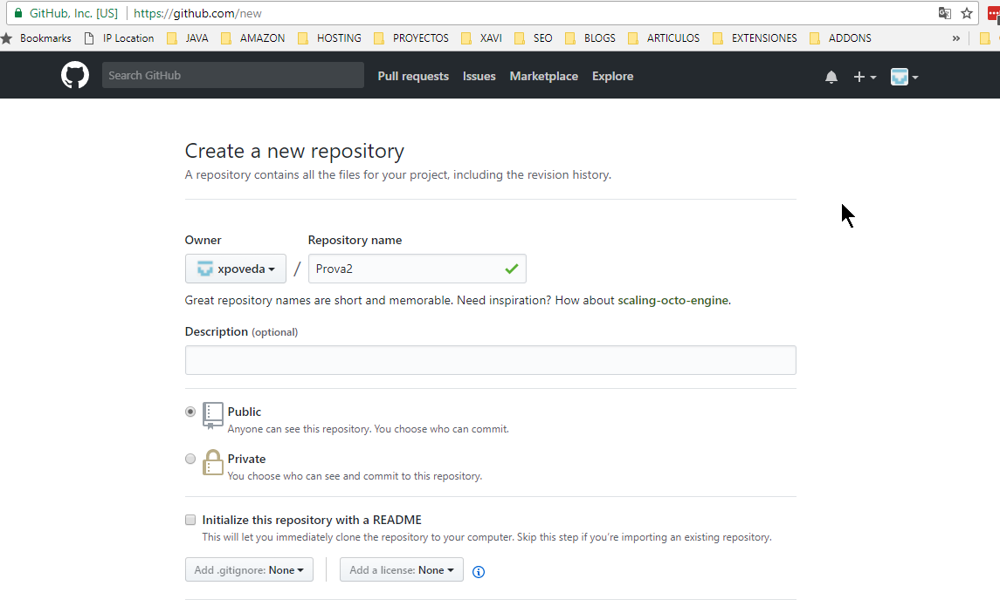 GitHub, Inc. [US] https://github.com/new
Bookmarks IP Location JAVA AMAZON HOSTING PROYECTOS XAVI SEO BLOGS ARTICULOS EXTENSIONES ADDONS »
Search GitHub Pull requests Issues Marketplace Explore
Create a new repository
A repository contains all the files for your project, including the revision history.
Owner Repository name
xpoveda / Prova2
Great repository names are short and memorable. Need inspiration? How about scaling-octo-engine.
Description (optional)
Public
Anyone can see this repository. You choose who can commit.
Private
You choose who can see and commit to this repository.
Initialize this repository with a README
This will let you immediately clone the repository to your computer. Skip this step if you’re importing an existing repository.
Add .gitignore: None Add a license: None